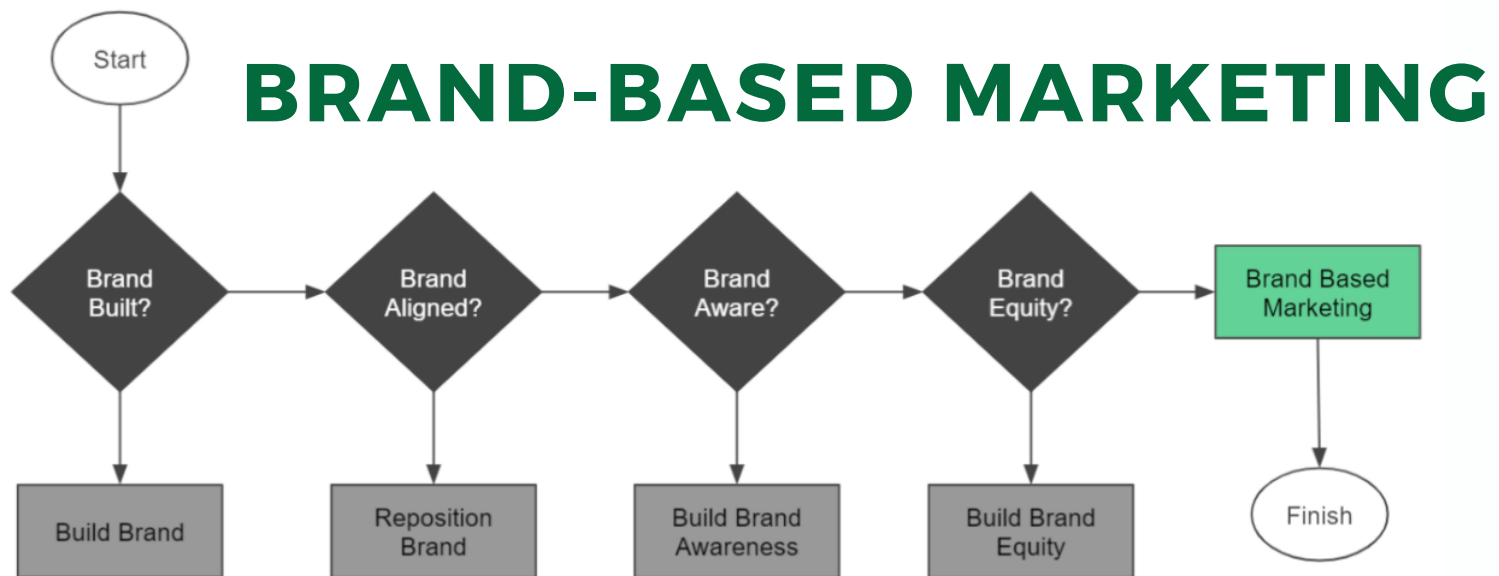 Start
BRAND-BASED MARKETING
Brand
Built?
Brand
Aligned?
Brand
Aware?
Brand
Equity?
Brand Based
Marketing
Build Brand
Reposition
Brand
Build Brand
Awareness
Build Brand
Equity
Finish